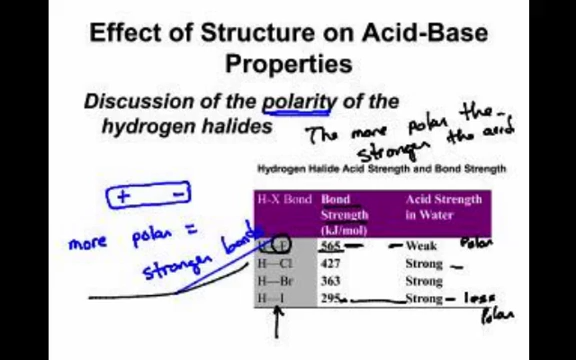 Effect of Structure on Acid-Base
Properties
Discussion of the polarity of the
hydrogen halides
The more polar the
stronger the acid
Hydrogen Halide Acid Strength and Bond Strength
H-X Bond Bond Strength (kJ/mol) Acid Strength in Water
H—F 565 Weak polar
H—Cl 427 Strong
H—Br 363 Strong
H—I 295 Strong less polar
+ −
more polar =
stronger bonds